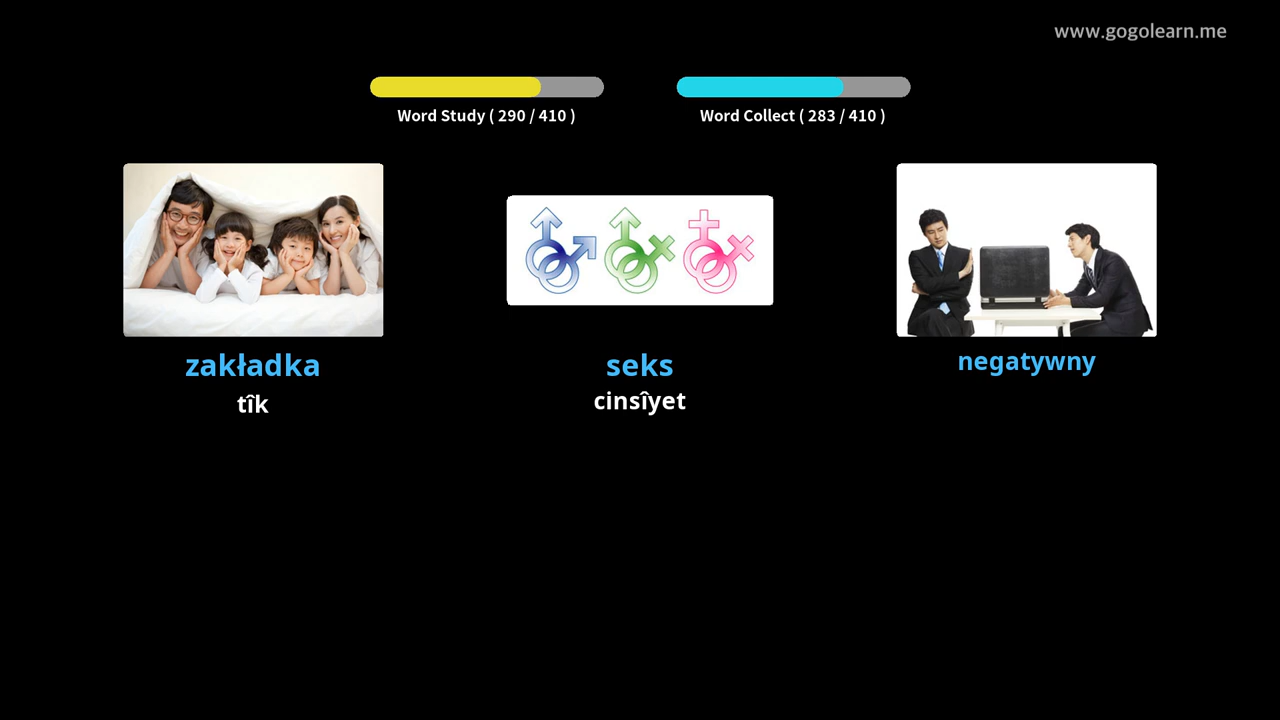 www.gogolearn.me
Word Study ( 290 / 410 )
Word Collect ( 283 / 410 )
zakładka
tîk
seks
cinsîyet
negatywny